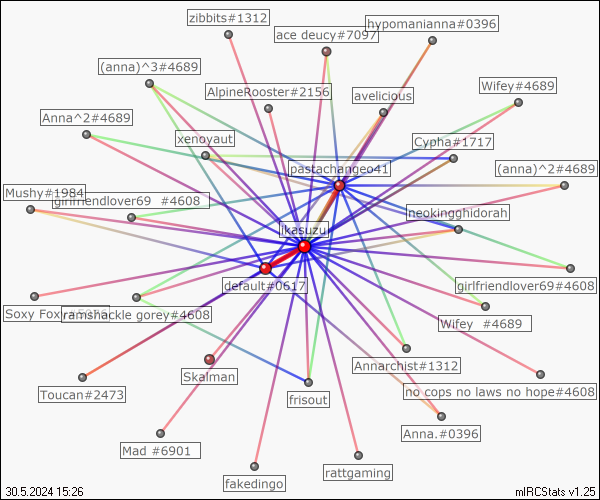 zibbits#1312
hypomanianna#0396
ace deucy#7097
(anna)^3#4689
AlpineRooster#2156
Wifey#4689
avelicious
Anna^2#4689
xenoyaut
Cypha#1717
pastachangeo41
(anna)^2#4689
Mushy#1984
girlfriendlover69 #4608
neokingghidorah
ikasuzu
default#0617
girlfriendlover69#4608
Soxy Fox
ramshackle gorey#4608
Wifey #4689
Annarchist#1312
Skalman
Toucan#2473
frisout
no cops no laws no hope#4608
Anna.#0396
Mad #6901
rattgaming
fakedingo
30.5.2024 15:26
mIRCStats v1.25